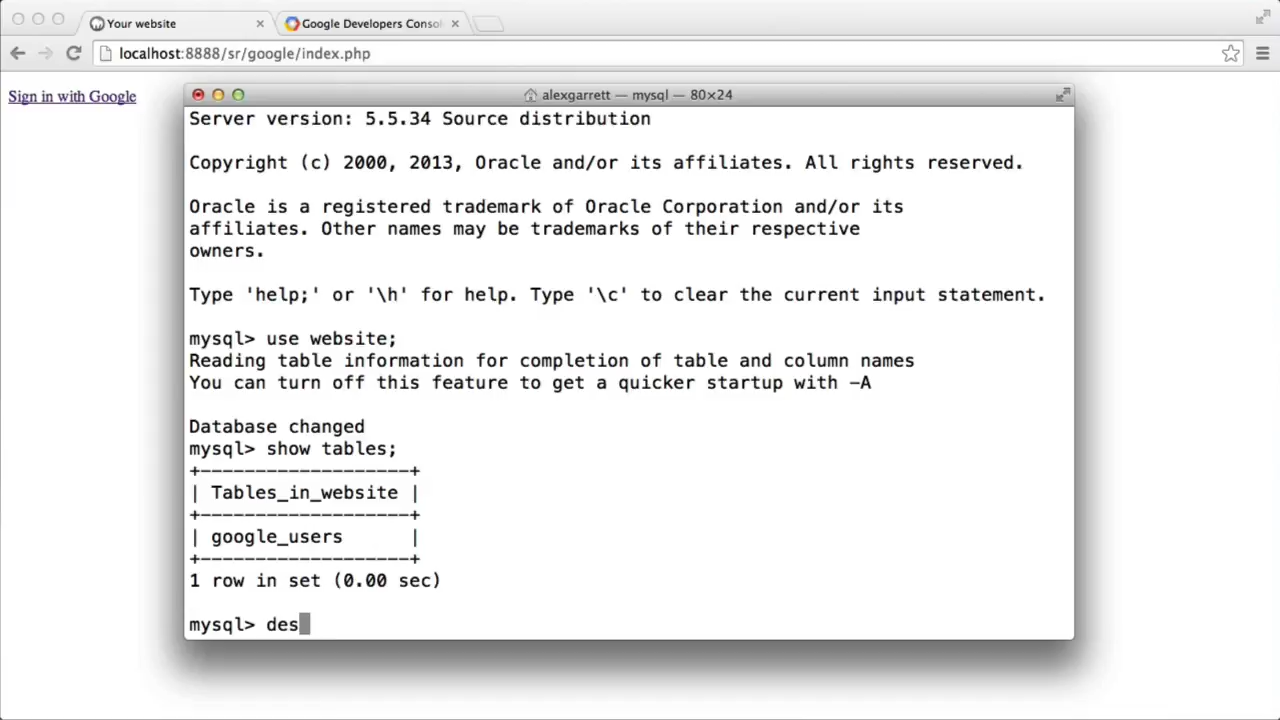 Your website
Google Developers Conso
localhost:8888/sr/google/index.php
Sign in with Google
alexgarrett — mysql — 80×24
Server version: 5.5.34 Source distribution
Copyright (c) 2000, 2013, Oracle and/or its affiliates. All rights reserved.
Oracle is a registered trademark of Oracle Corporation and/or its
affiliates. Other names may be trademarks of their respective
owners.
Type 'help;' or '\h' for help. Type '\c' to clear the current input statement.
mysql> use website;
Reading table information for completion of table and column names
You can turn off this feature to get a quicker startup with -A
Database changed
mysql> show tables;
+-------------------+
| Tables_in_website |
+-------------------+
| google_users      |
+-------------------+
1 row in set (0.00 sec)
mysql> des